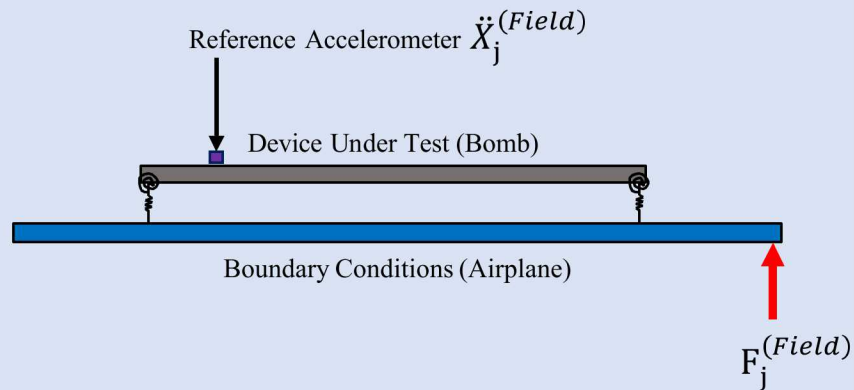 Reference Accelerometer Ẍ_j^(Field)
Device Under Test (Bomb)
Boundary Conditions (Airplane)
F_j^(Field)